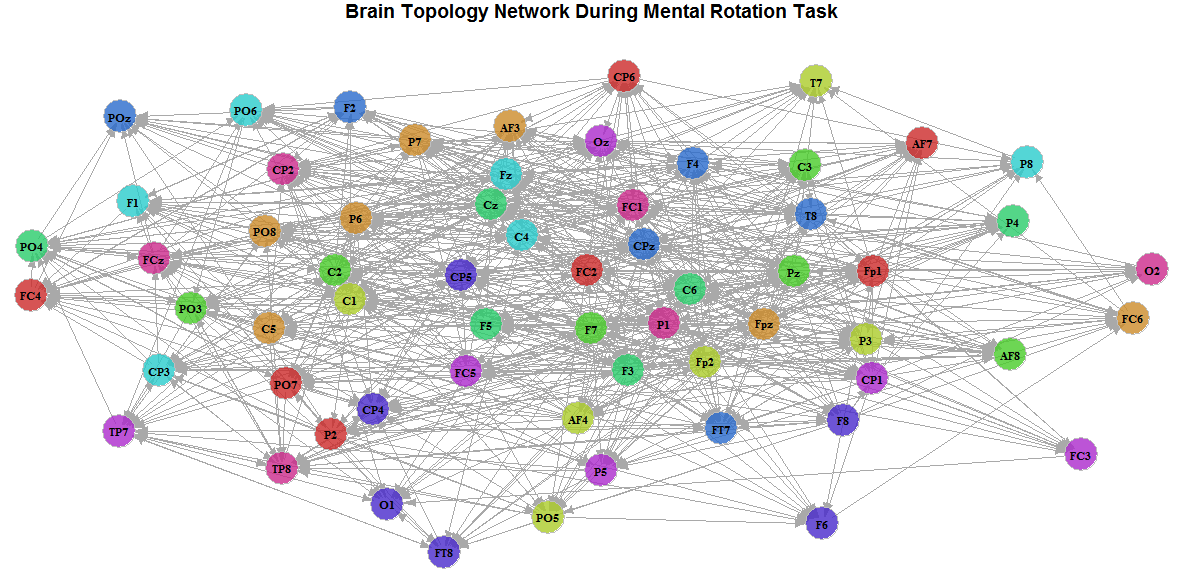 Brain Topology Network During Mental Rotation Task
CP6
T7
POz
PO6
F2
AF3
P7
Oz
AF7
F4
C3
P8
CP2
Fz
F1
Cz
FC1
T8
P6
P4
PO8
C4
CPz
PO4
FCz
C2
CP5
FC2
Pz
Fp1
O2
FC4
C1
C6
PO3
FC6
C5
F5
F7
P1
Fpz
P3
AF8
CP3
FC5
F3
Fp2
CP1
PO7
CP4
AF4
F8
TP7
P2
FT7
FC3
TP8
P5
O1
PO5
F6
FT8